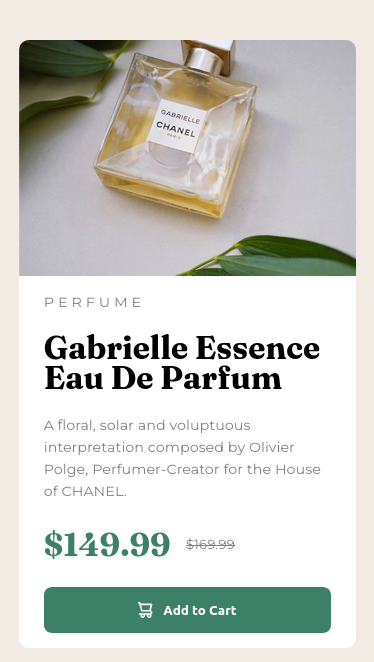 GABRIELLE
CHANEL
PARIS
PERFUME
Gabrielle Essence
Eau De Parfum
A floral, solar and voluptuous
interpretation composed by Olivier
Polge, Perfumer-Creator for the House
of CHANEL.
$149.99 $169.99
Add to Cart